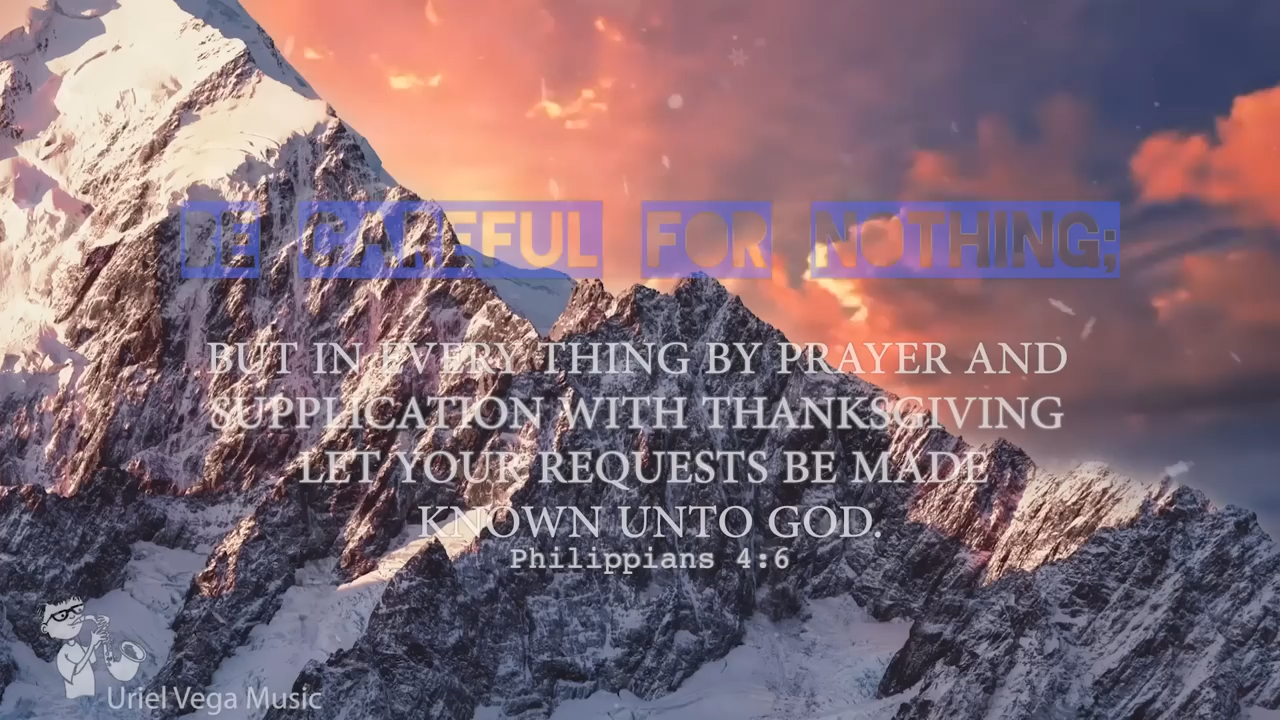 BE CAREFUL FOR NOTHING;
BUT IN EVERY THING BY PRAYER AND
SUPPLICATION WITH THANKSGIVING
LET YOUR REQUESTS BE MADE
KNOWN UNTO GOD.
Philippians 4:6
Uriel Vega Music